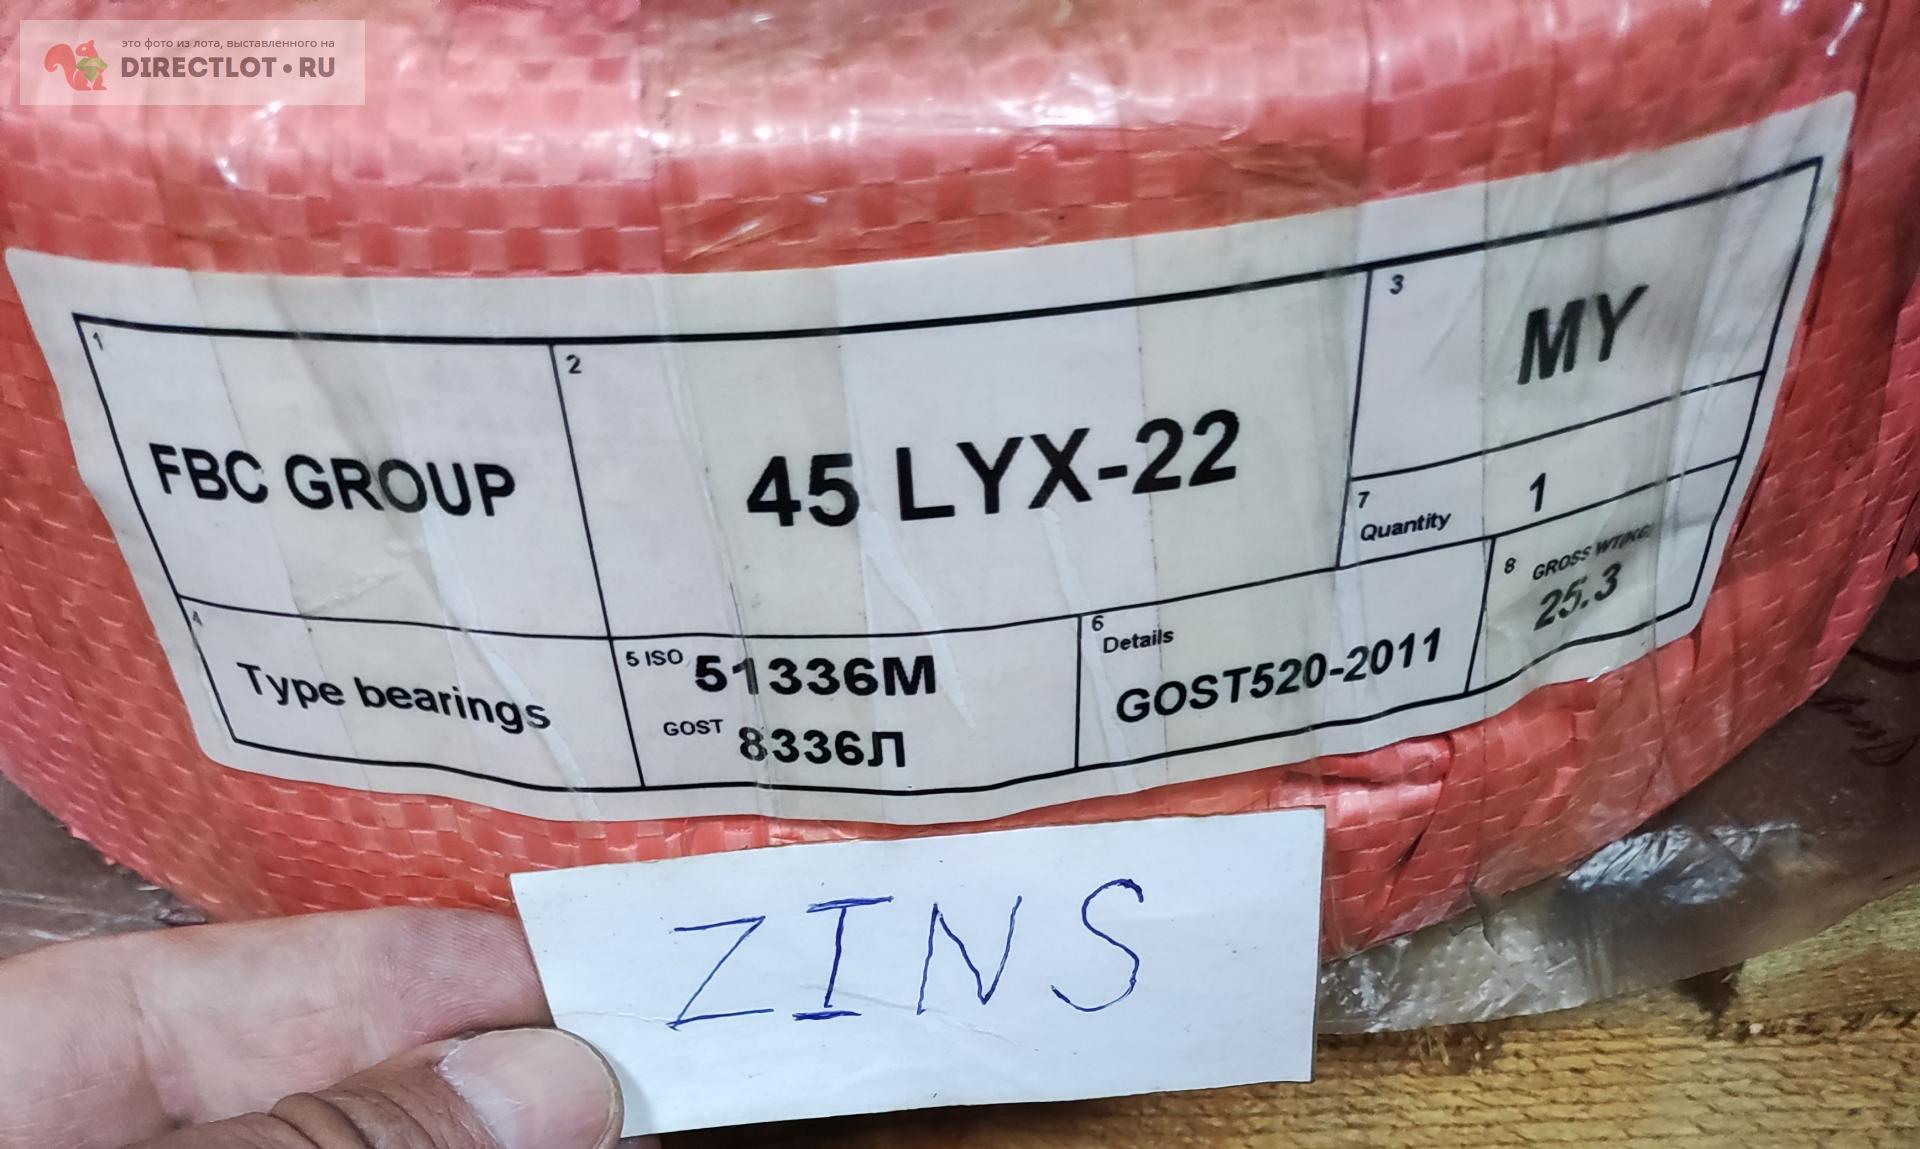 это фото из лота, выставленного на
DIRECTLOT•RU
1
FBC GROUP
2
45 LYX-22
3
MY
7
Quantity
1
4
Type bearings
5 ISO 51336M
GOST 8336Л
6
Details
GOST520-2011
8 GROSS WT(KG)
25.3
ZINS